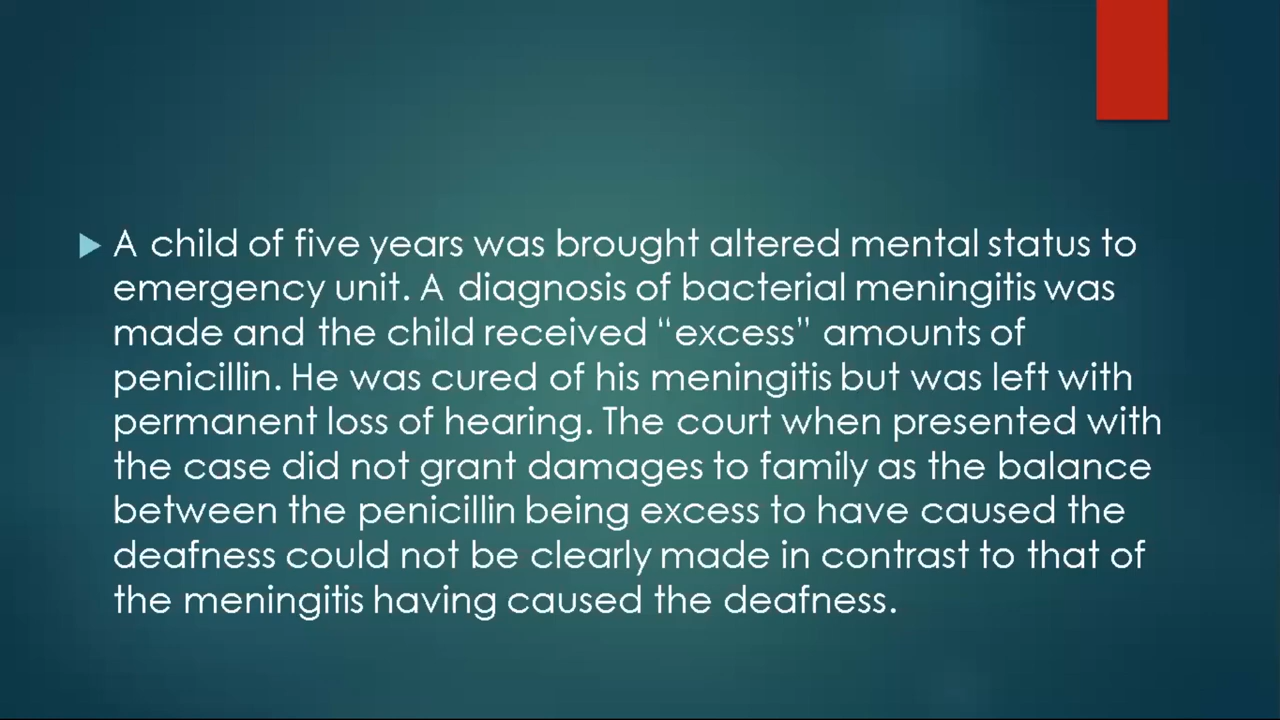 A child of five years was brought altered mental status to
emergency unit. A diagnosis of bacterial meningitis was
made and the child received “excess” amounts of
penicillin. He was cured of his meningitis but was left with
permanent loss of hearing. The court when presented with
the case did not grant damages to family as the balance
between the penicillin being excess to have caused the
deafness could not be clearly made in contrast to that of
the meningitis having caused the deafness.